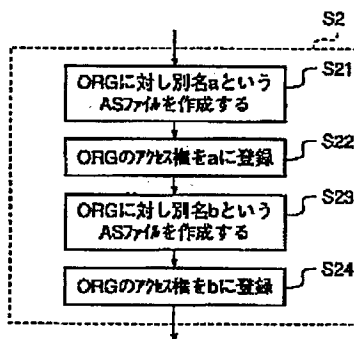 S2
ORGに対し別名aという
ASファイルを作成する
S21
ORGのアクセス権をaに登録
S22
ORGに対し別名bという
ASファイルを作成する
S23
ORGのアクセス権をbに登録
S24